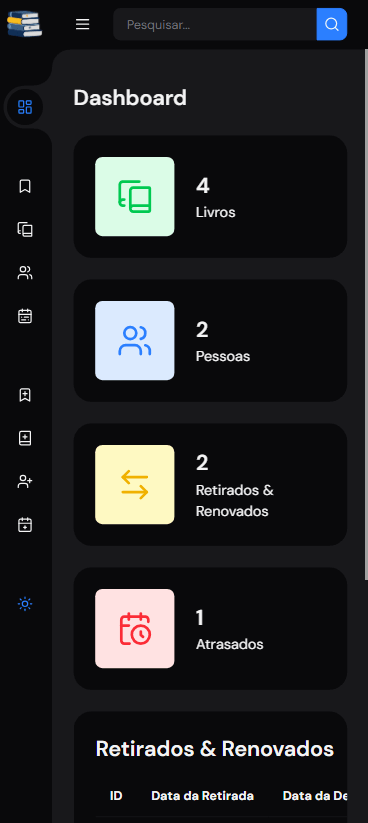 Pesquisar...
Dashboard
4
Livros
2
Pessoas
2
Retirados &
Renovados
1
Atrasados
Retirados & Renovados
ID Data da Retirada Data da De